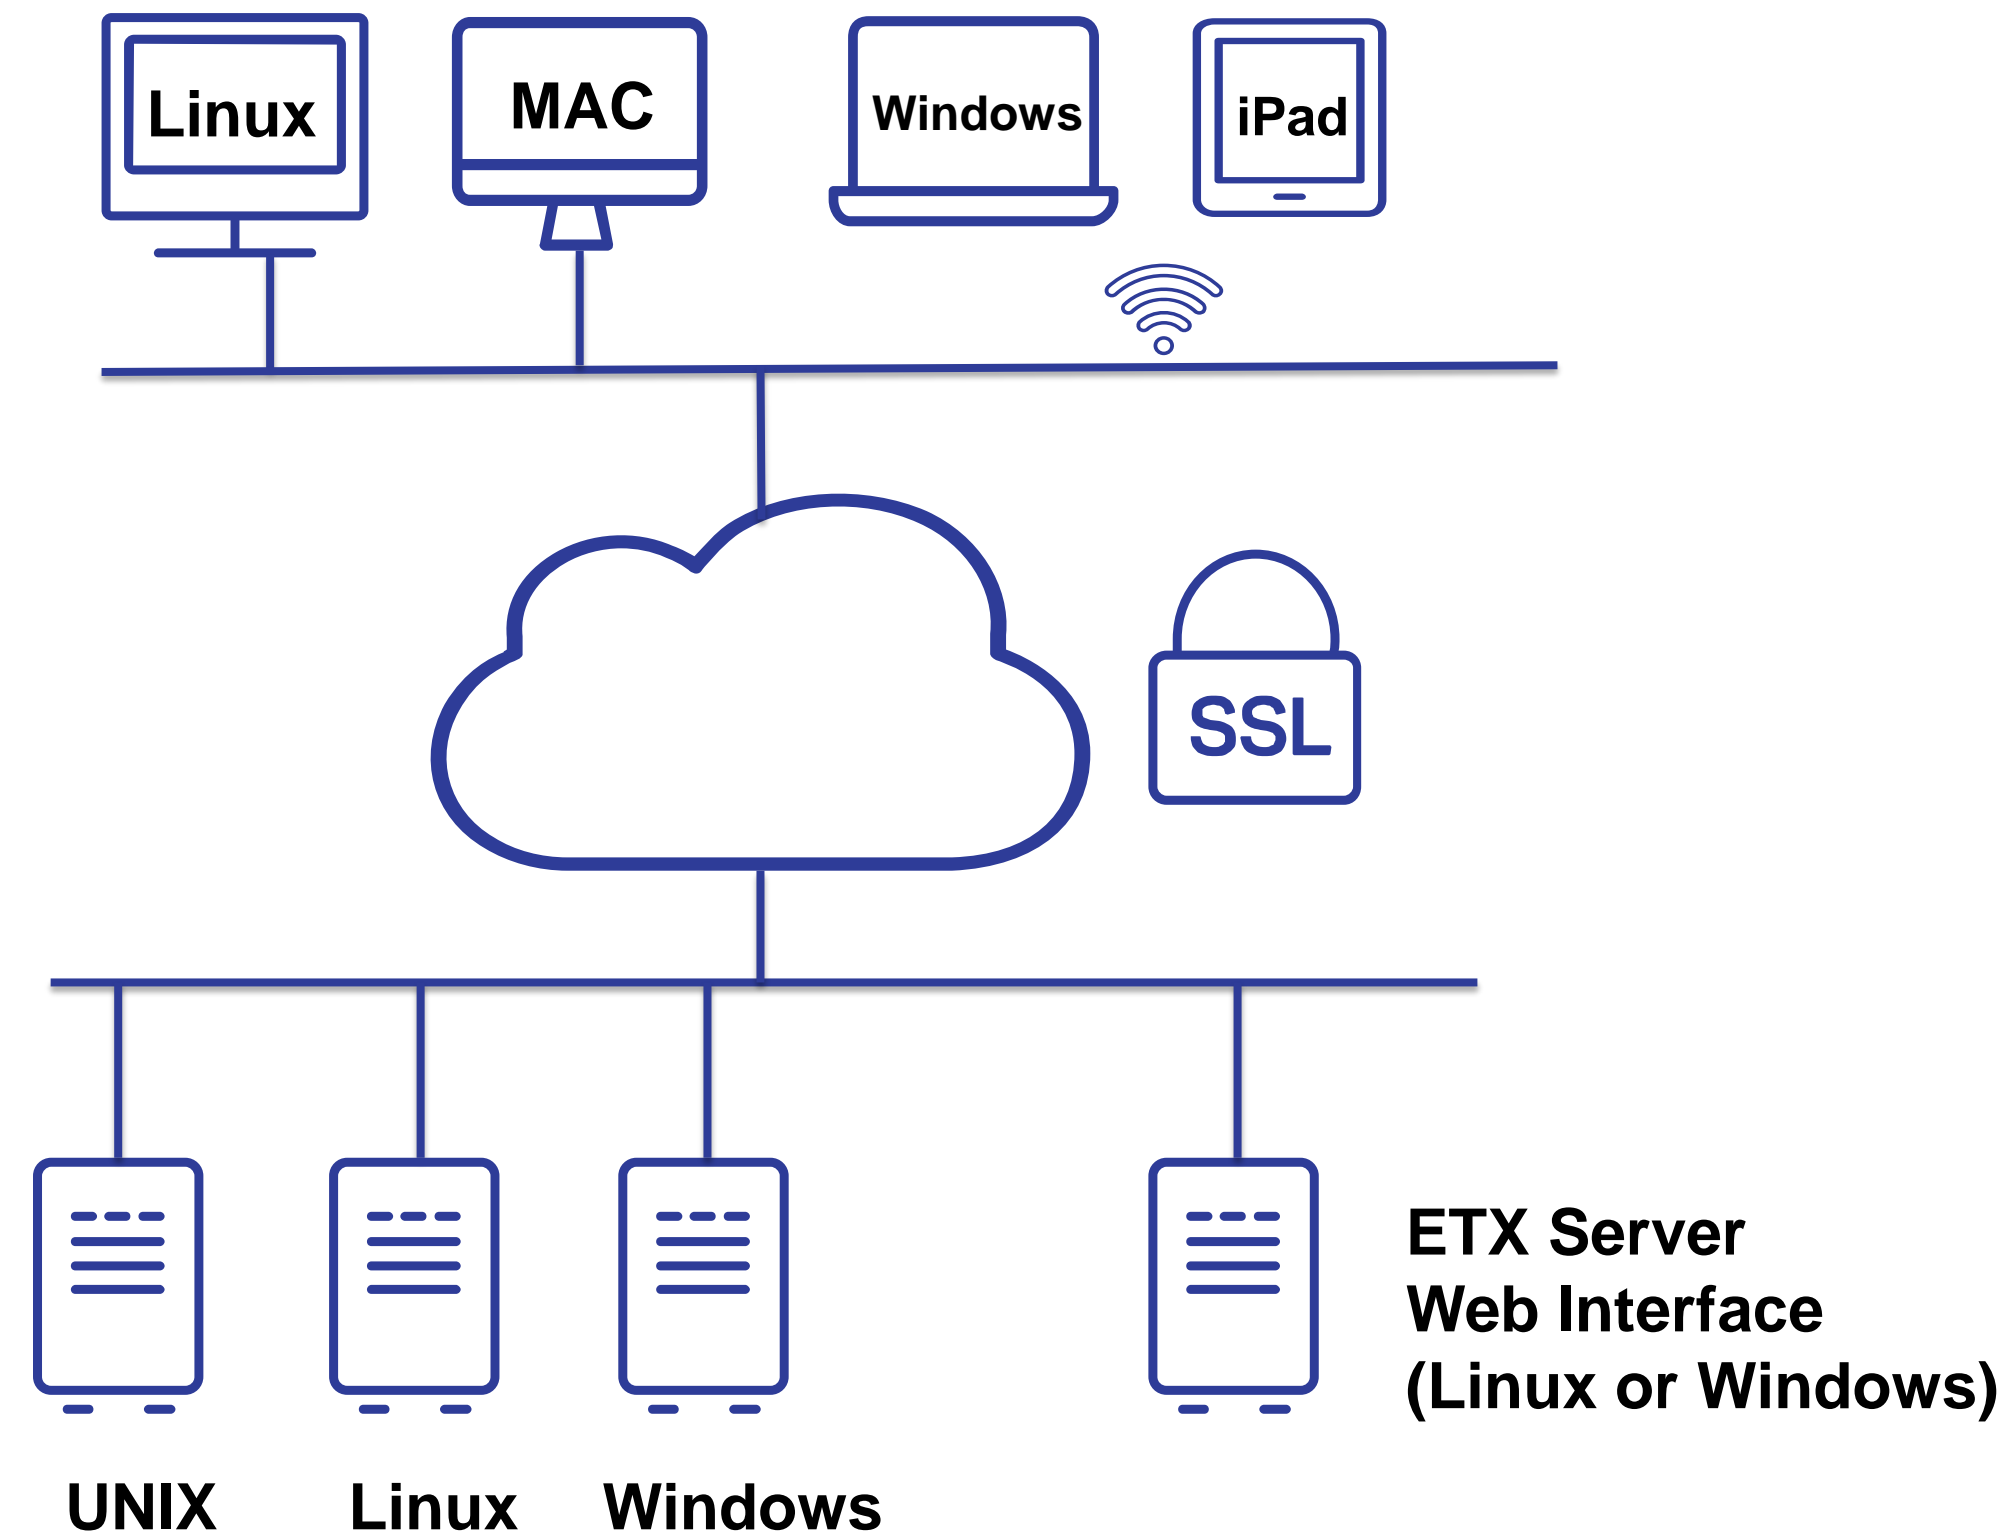 Linux
MAC
Windows
iPad
SSL
ETX Server
Web Interface
(Linux or Windows)
UNIX
Linux
Windows